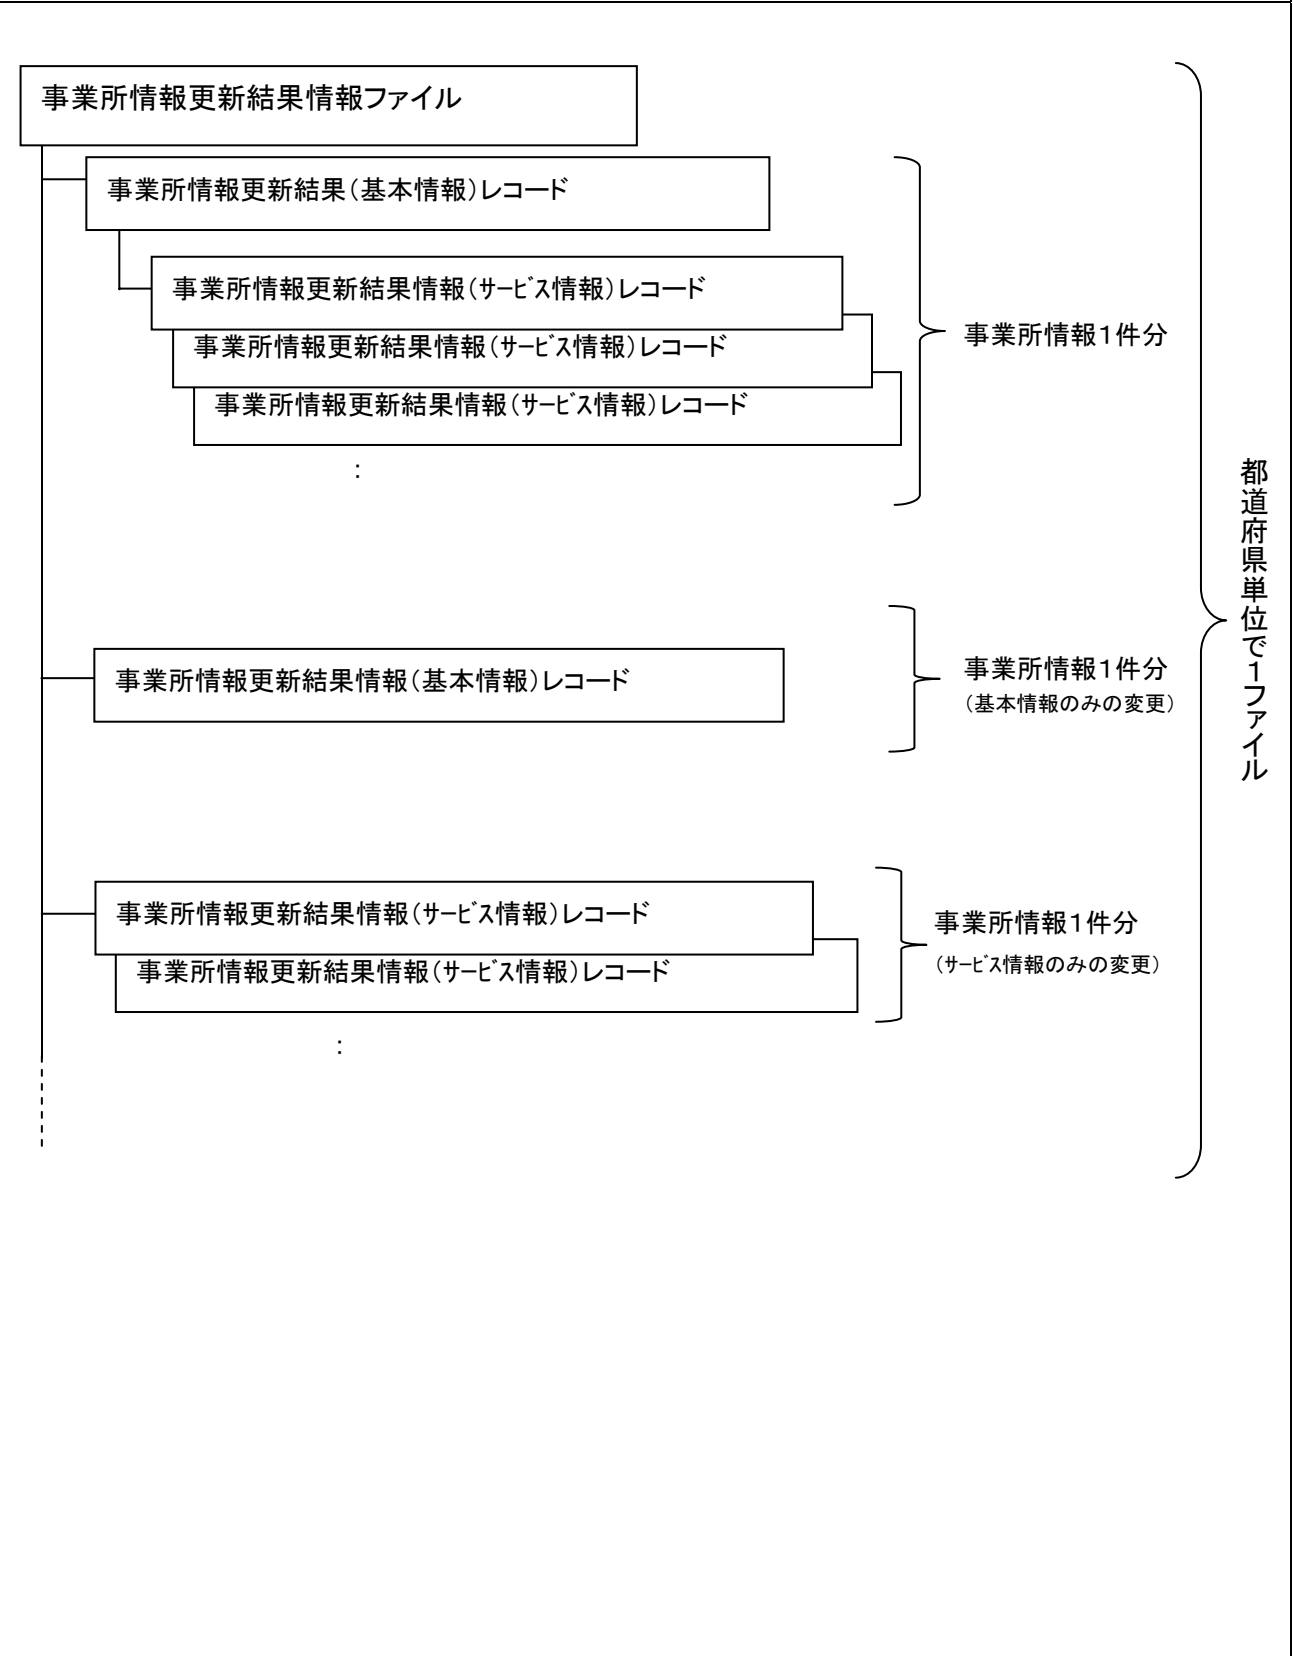 事業所情報更新結果情報ファイル
事業所情報更新結果（基本情報）レコード
事業所情報更新結果情報（ｻｰﾋﾞｽ情報）レコード
事業所情報更新結果情報（ｻｰﾋﾞｽ情報）レコード
事業所情報更新結果情報（ｻｰﾋﾞｽ情報）レコード
：
事業所情報１件分
事業所情報更新結果情報（基本情報）レコード
事業所情報１件分
（基本情報のみの変更）
事業所情報更新結果情報（ｻｰﾋﾞｽ情報）レコード
事業所情報更新結果情報（ｻｰﾋﾞｽ情報）レコード
：
事業所情報１件分
（ｻｰﾋﾞｽ情報のみの変更）
都道府県単位で１ファイル